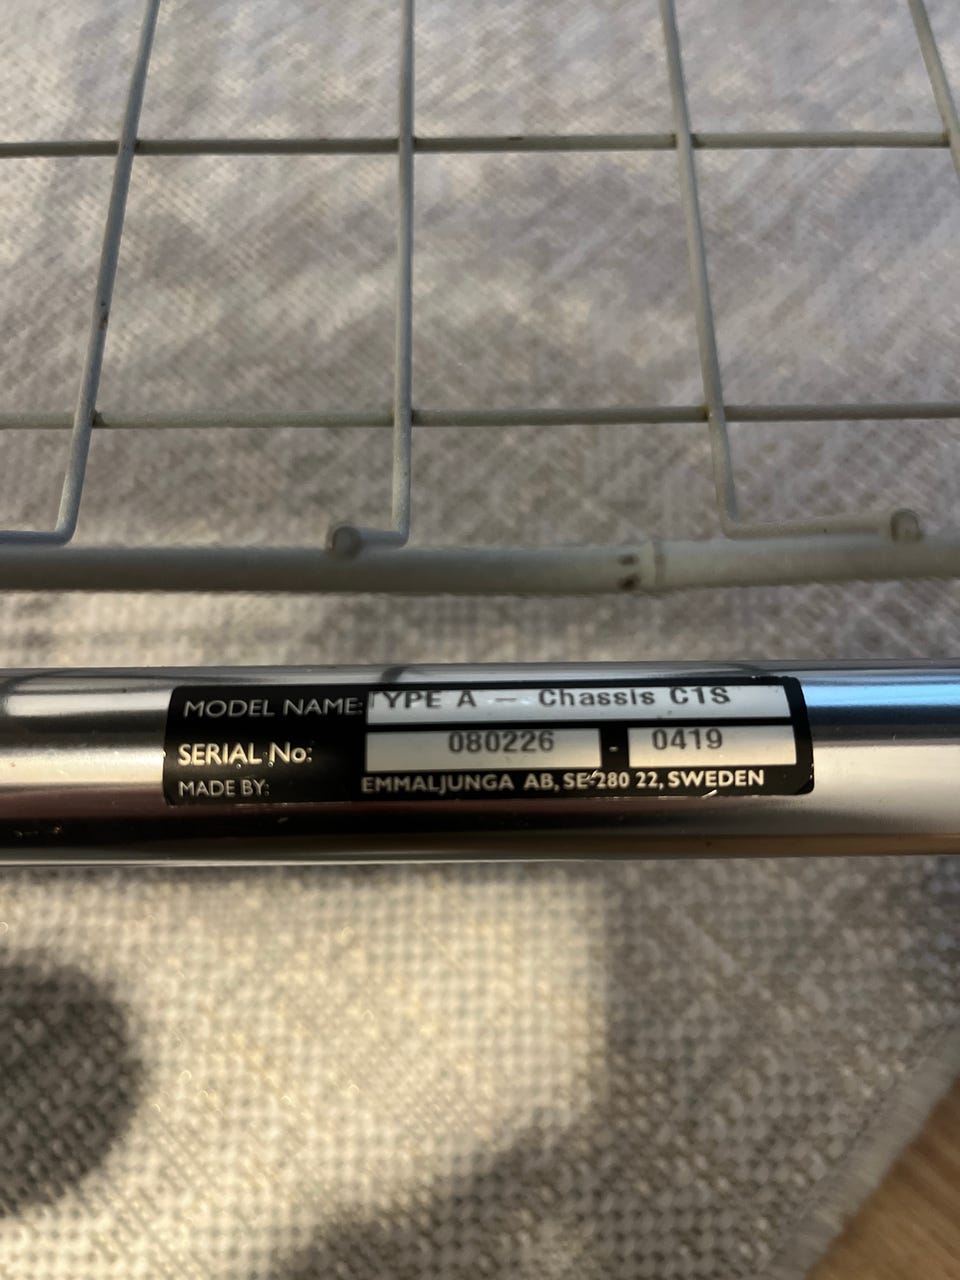 MODEL NAME: TYPE A - Chassis C1S
SERIAL No: 080226 - 0419
MADE BY: EMMALJUNGA AB, SE-280 22, SWEDEN